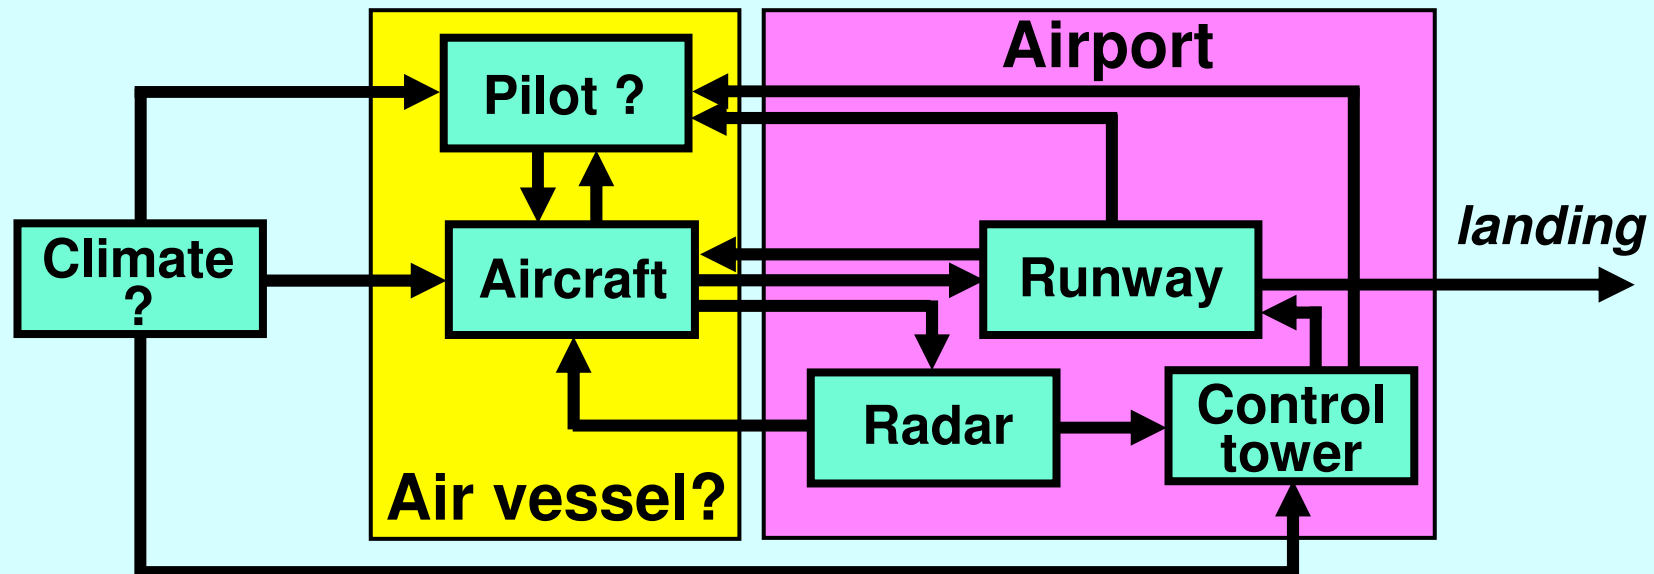 Airport
Pilot ?
landing
Climate
?
Aircraft
Runway
Radar
Control
tower
Air vessel?